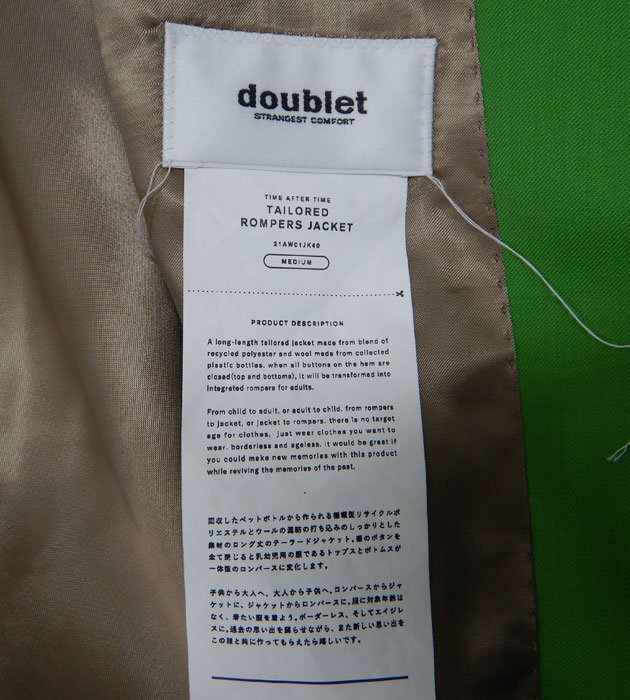 doublet
STRANGEST COMFORT
TIME AFTER TIME
TAILORED
ROMPERS JACKET
21AW01JK40
MEDIUM
PRODUCT DESCRIPTION
A long-length tailored jacket made from blend of
recycled polyester and wool made from collected
plastic bottles. when all buttons on the hem are
closed(top and bottoms), it will be transformed into
integrated rompers for adults.
From child to adult, or adult to child. from rompers
to jacket, or jacket to rompers. there is no target
age for clothes, just wear clothes you want to
wear. borderless and ageless. it would be great if
you could make new memories with this product
while reviving the memories of the past.
回収したペットボトルから作られる循環型リサイクルポ
リエステルとウールの混紡の打ち込みのしっかりとした
素材のロング丈のテーラードジャケット。裾のボタンを
全て閉じると乳幼児用の服であるトップスとボトムスが
一体型のロンパースに変化します。
子供から大人へ、大人から子供へ。ロンパースからジャ
ケットに、ジャケットからロンパースに。服に対象年齢は
なく、着たい服を着よう。ボーダーレス、そしてエイジレ
スに。過去の思い出を蘇らせながら、また新しい思い出を
この服と共に作ってもらえたら嬉しいです。